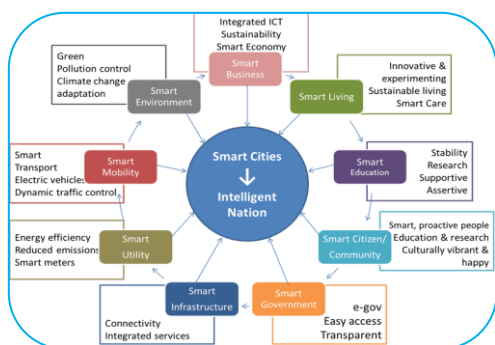 Integrated ICT
Sustainability
Smart Economy
Smart
Business
Innovative &
experimenting
Sustainable living
Smart Care
Smart Living
Stability
Research
Supportive
Assertive
Smart
Education
Smart, proactive people
Education & research
Culturally vibrant &
happy
Smart Citizen/
Community
e-gov
Easy access
Transparent
Smart
Government
Connectivity
Integrated services
Smart
Infrastructure
Energy efficiency
Reduced emissions
Smart meters
Smart
Utility
Smart
Transport
Electric vehicles
Dynamic traffic control
Smart
Mobility
Green
Pollution control
Climate change
adaptation
Smart
Environment
Smart Cities
Intelligent
Nation